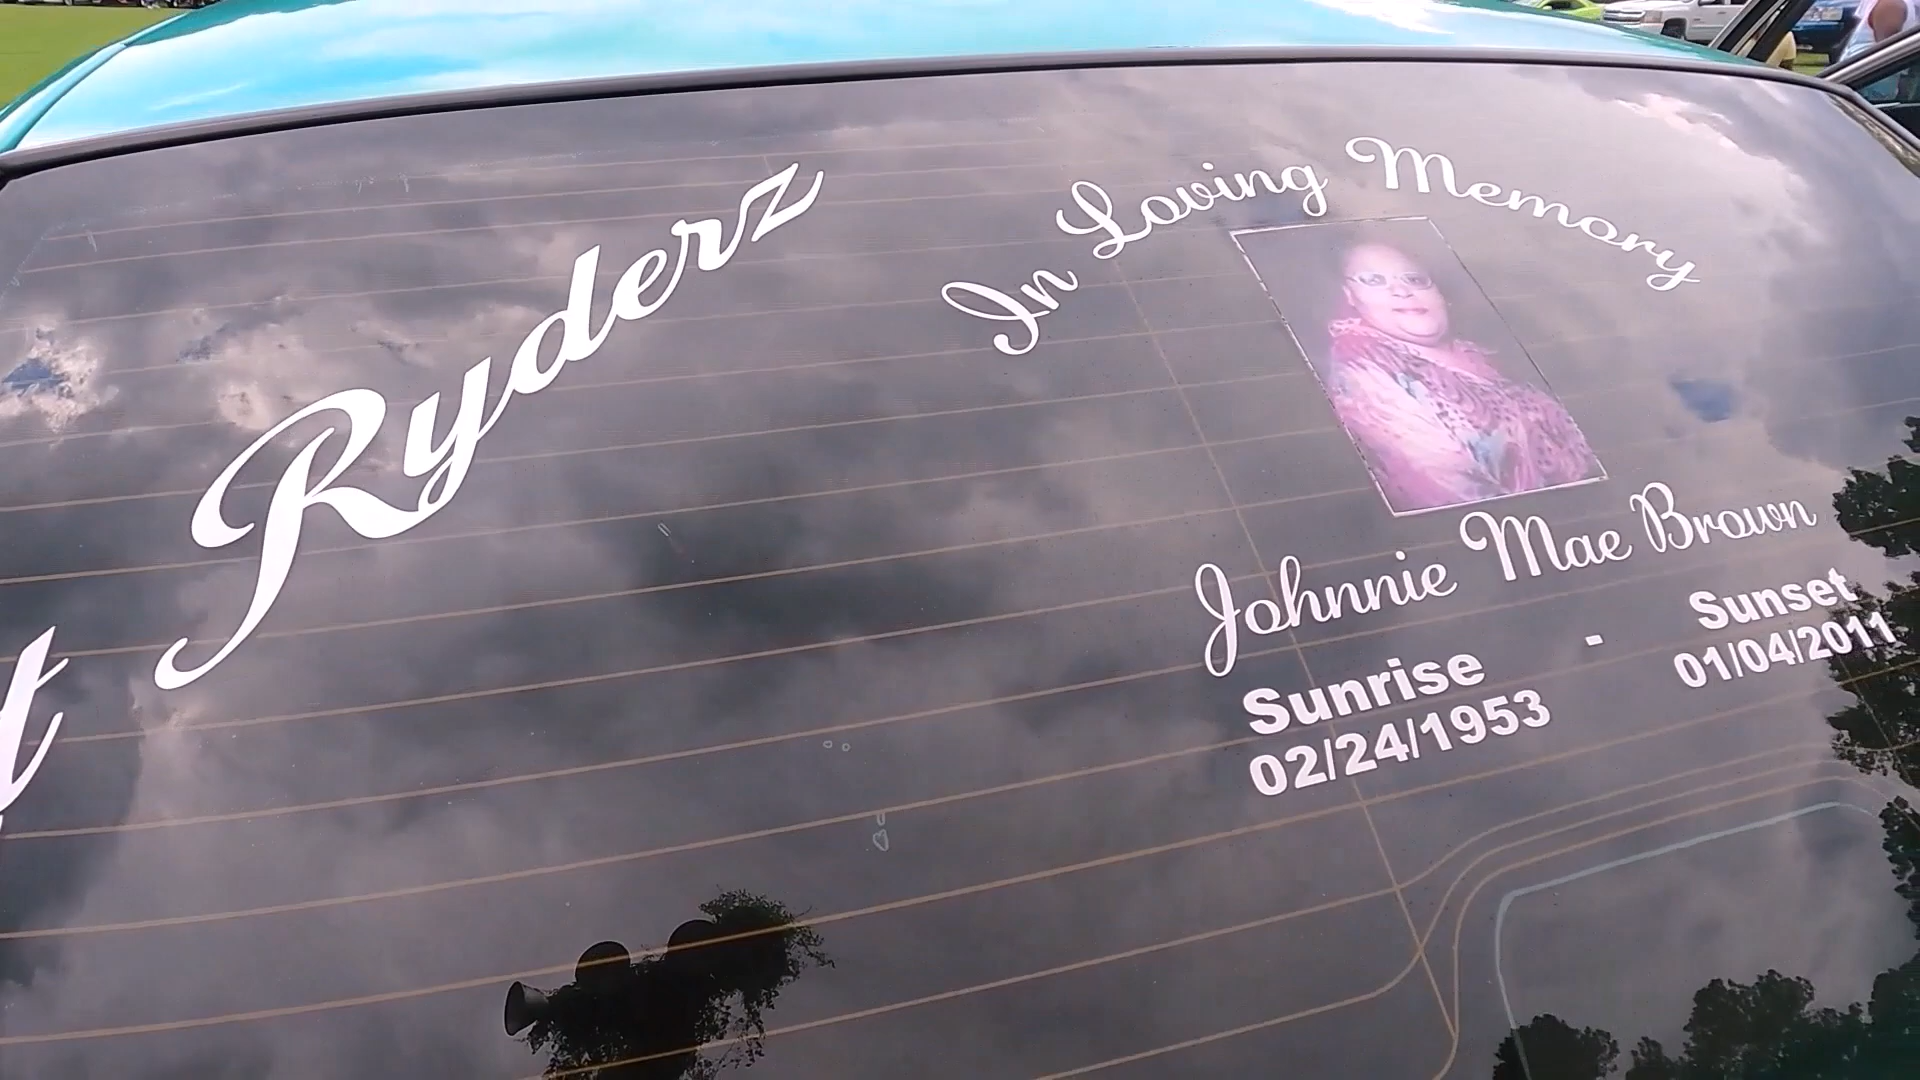 Ryderz
In Loving Memory
Johnnie Mae Brown
Sunrise - Sunset
02/24/1953 01/04/2011